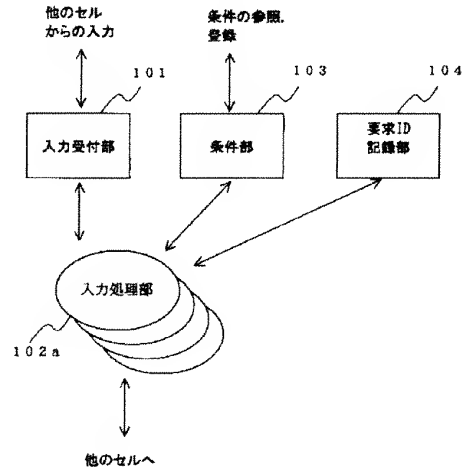 他のセル
からの入力
条件の参照,
登録
101
103
104
入力受付部
条件部
要求ID
記録部
入力処理部
102a
他のセルへ